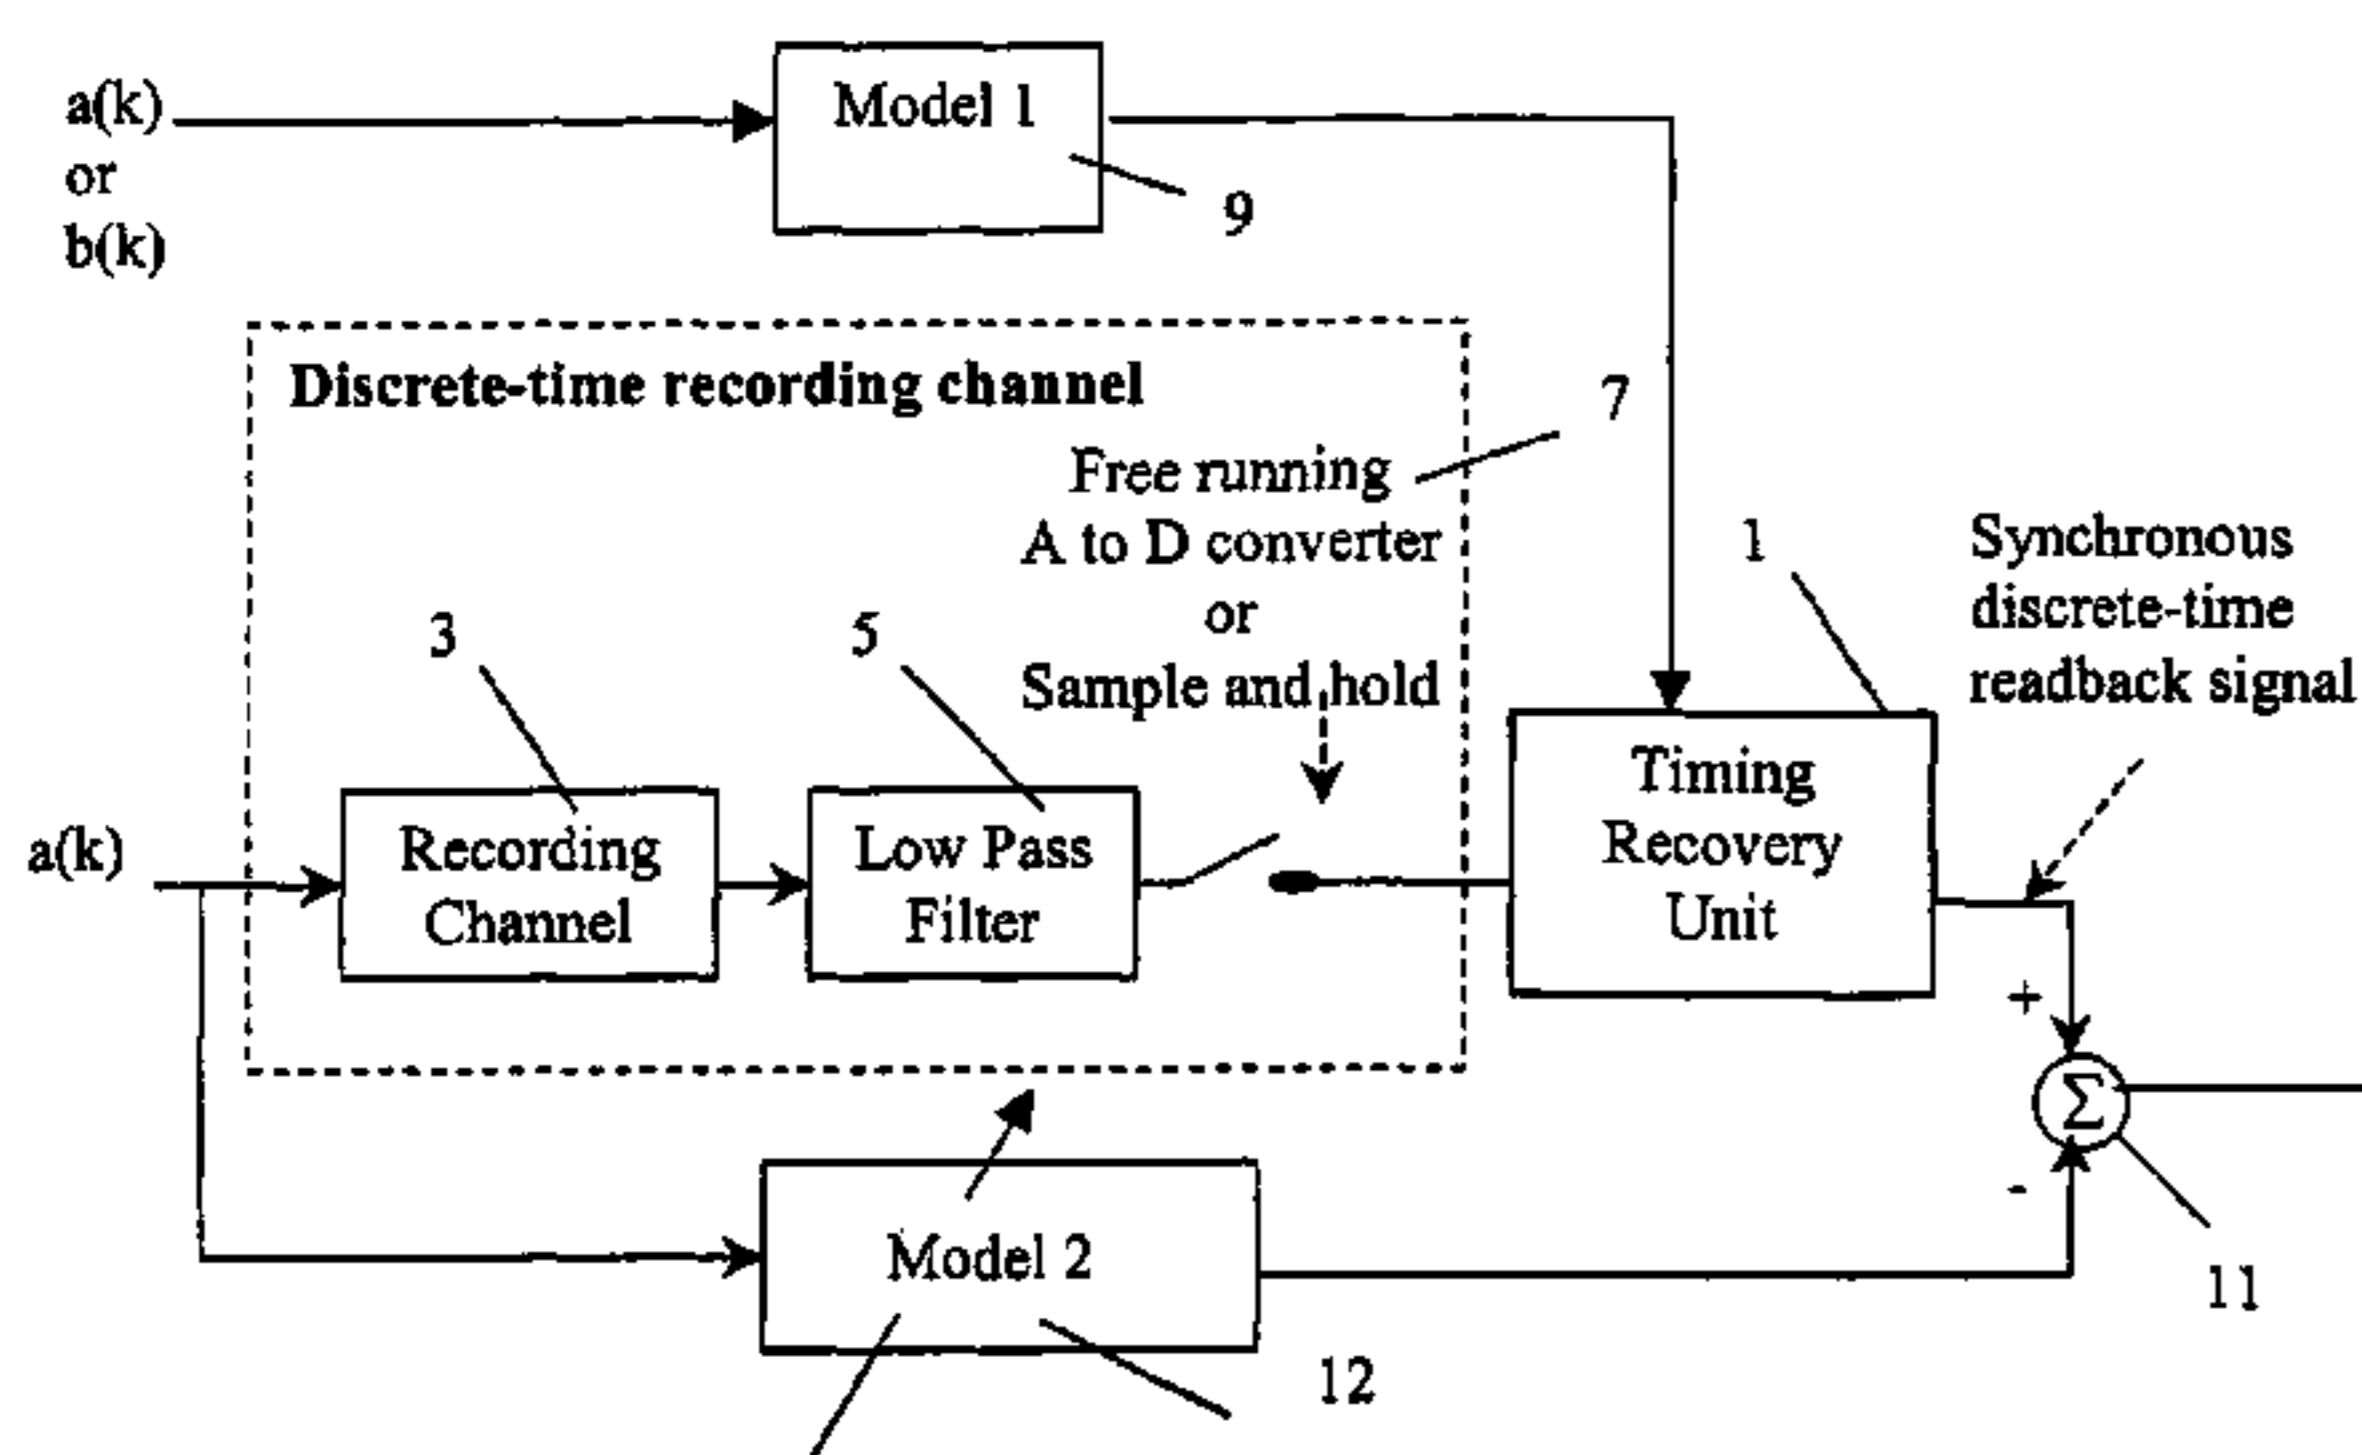 a(k)
or
b(k)
Model 1
9
Discrete-time recording channel
7
Free running
A to D converter
or
Sample and hold
1
Synchronous
discrete-time
readback signal
3
5
a(k)
Recording
Channel
Low Pass
Filter
Timing
Recovery
Unit
+
Σ
-
11
Model 2
12